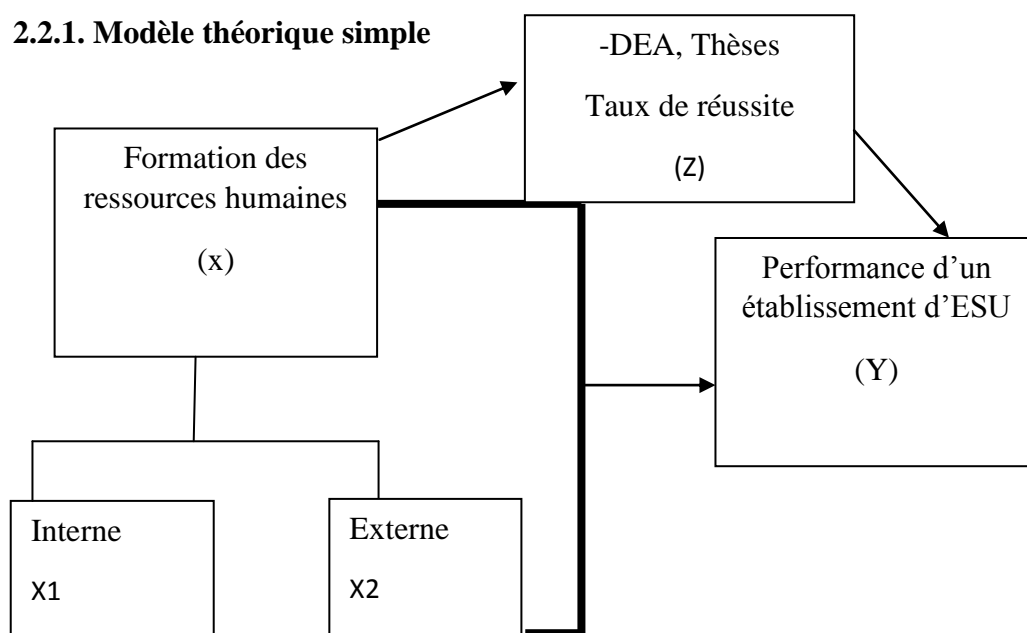 2.2.1. Modèle théorique simple
-DEA, Thèses
Taux de réussite
(Z)
Formation des
ressources humaines
(x)
Performance d’un
établissement d’ESU
(Y)
Interne
X1
Externe
X2